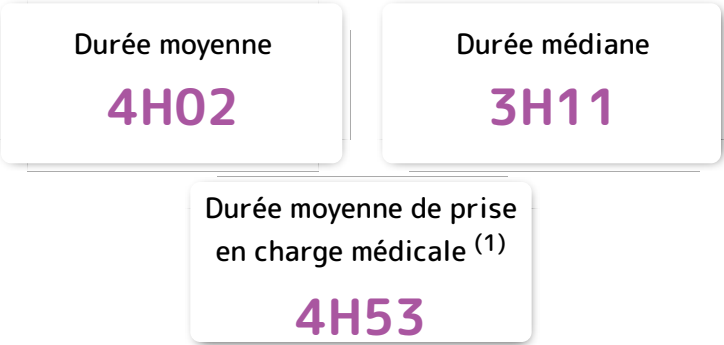 Durée moyenne
4H02
Durée médiane
3H11
Durée moyenne de prise
en charge médicale (1)
4H53